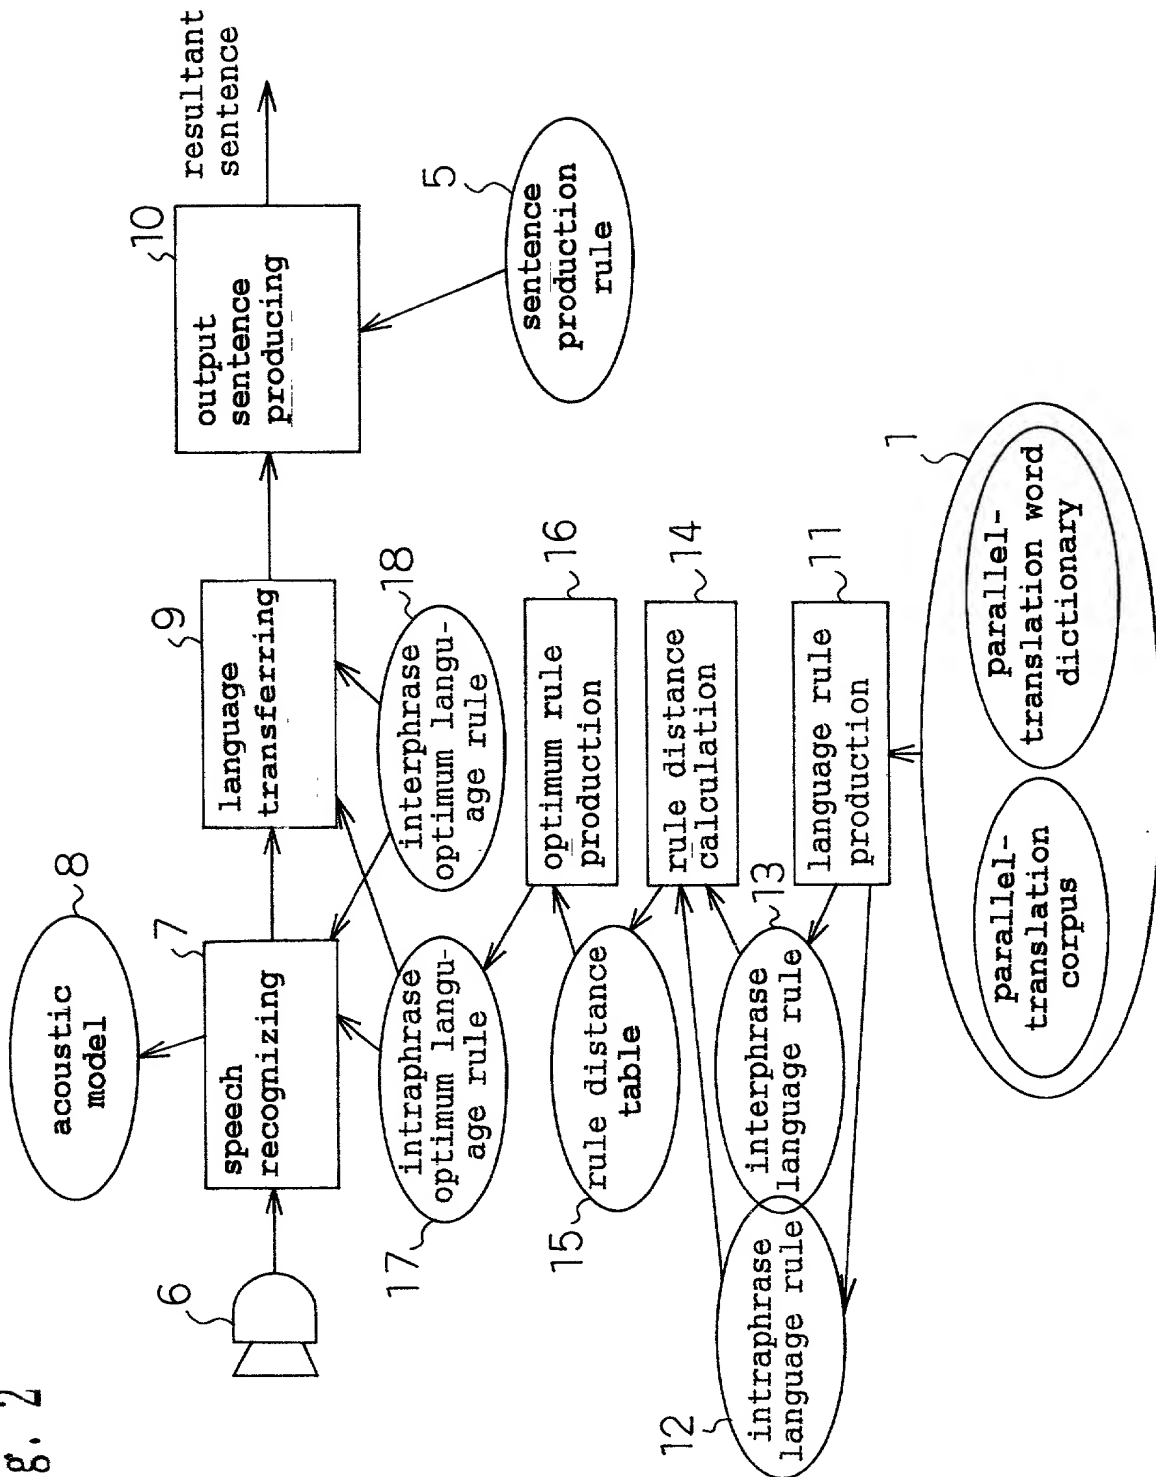 g. 2
acoustic
model
8
6
7
9
10
speech
recognizing
language
transferring
output
sentence
producing
resultant
sentence
17
intraphrase
optimum langu-
age rule
18
interphrase
optimum langu-
age rule
5
sentence
production
rule
15
rule distance
table
16
optimum rule
production
14
rule distance
calculation
12
intraphrase
language rule
13
interphrase
language rule
11
language rule
production
1
parallel-
translation
corpus
parallel-
translation word
dictionary